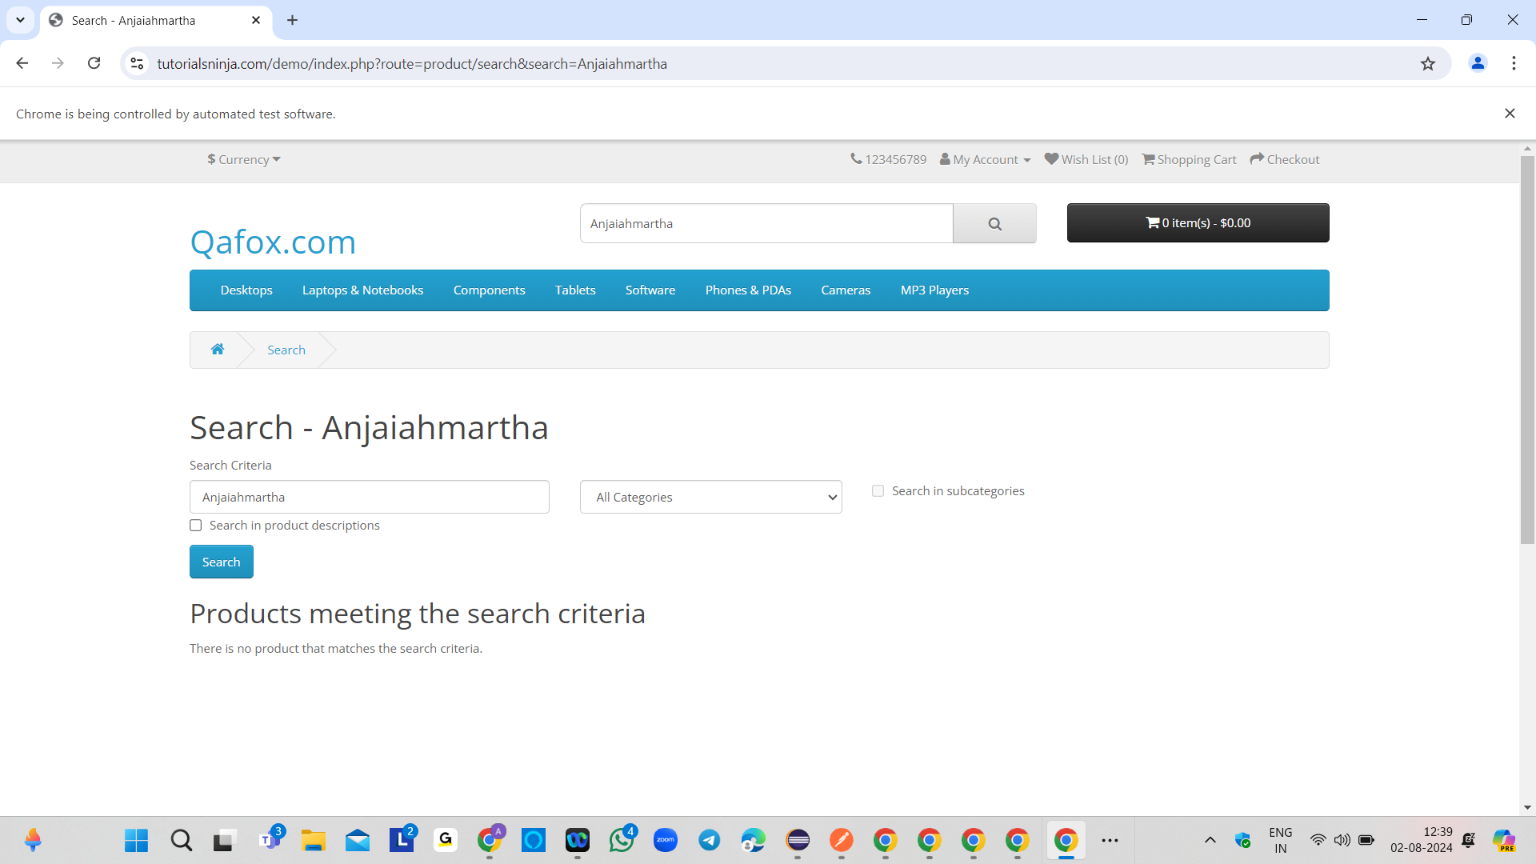 Search - Anjaiahmartha
tutorialsninja.com/demo/index.php?route=product/search&search=Anjaiahmartha
Chrome is being controlled by automated test software.
$ Currency
123456789 My Account Wish List (0) Shopping Cart Checkout
Qafox.com
Anjaiahmartha
0 item(s) - $0.00
Desktops Laptops & Notebooks Components Tablets Software Phones & PDAs Cameras MP3 Players
Search
Search - Anjaiahmartha
Search Criteria
Anjaiahmartha
All Categories
Search in subcategories
Search in product descriptions
Search
Products meeting the search criteria
There is no product that matches the search criteria.
3 2 G A 4 zoom
ENG
IN
12:39
02-08-2024
PRE